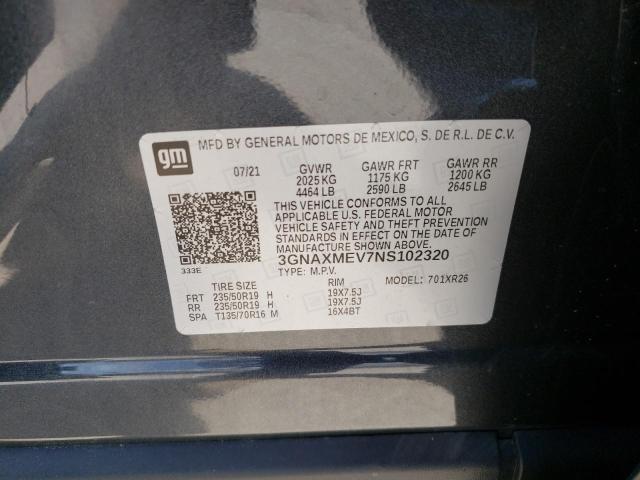 MFD BY GENERAL MOTORS DE MEXICO, S. DE R.L. DE C.V.
gm
07/21 GVWR GAWR FRT GAWR RR
2025 KG 1175 KG 1200 KG
4464 LB 2590 LB 2645 LB
THIS VEHICLE CONFORMS TO ALL
APPLICABLE U.S. FEDERAL MOTOR
VEHICLE SAFETY AND THEFT PREVENTION
STANDARDS IN EFFECT ON THE DATE OF
MANUFACTURE SHOWN ABOVE.
3GNAXMEV7NS102320
333E
TYPE: M.P.V. MODEL: 701XR26
TIRE SIZE RIM
FRT 235/50R19 H 19X7.5J
RR 235/50R19 H 19X7.5J
SPA T135/70R16 M 16X4BT